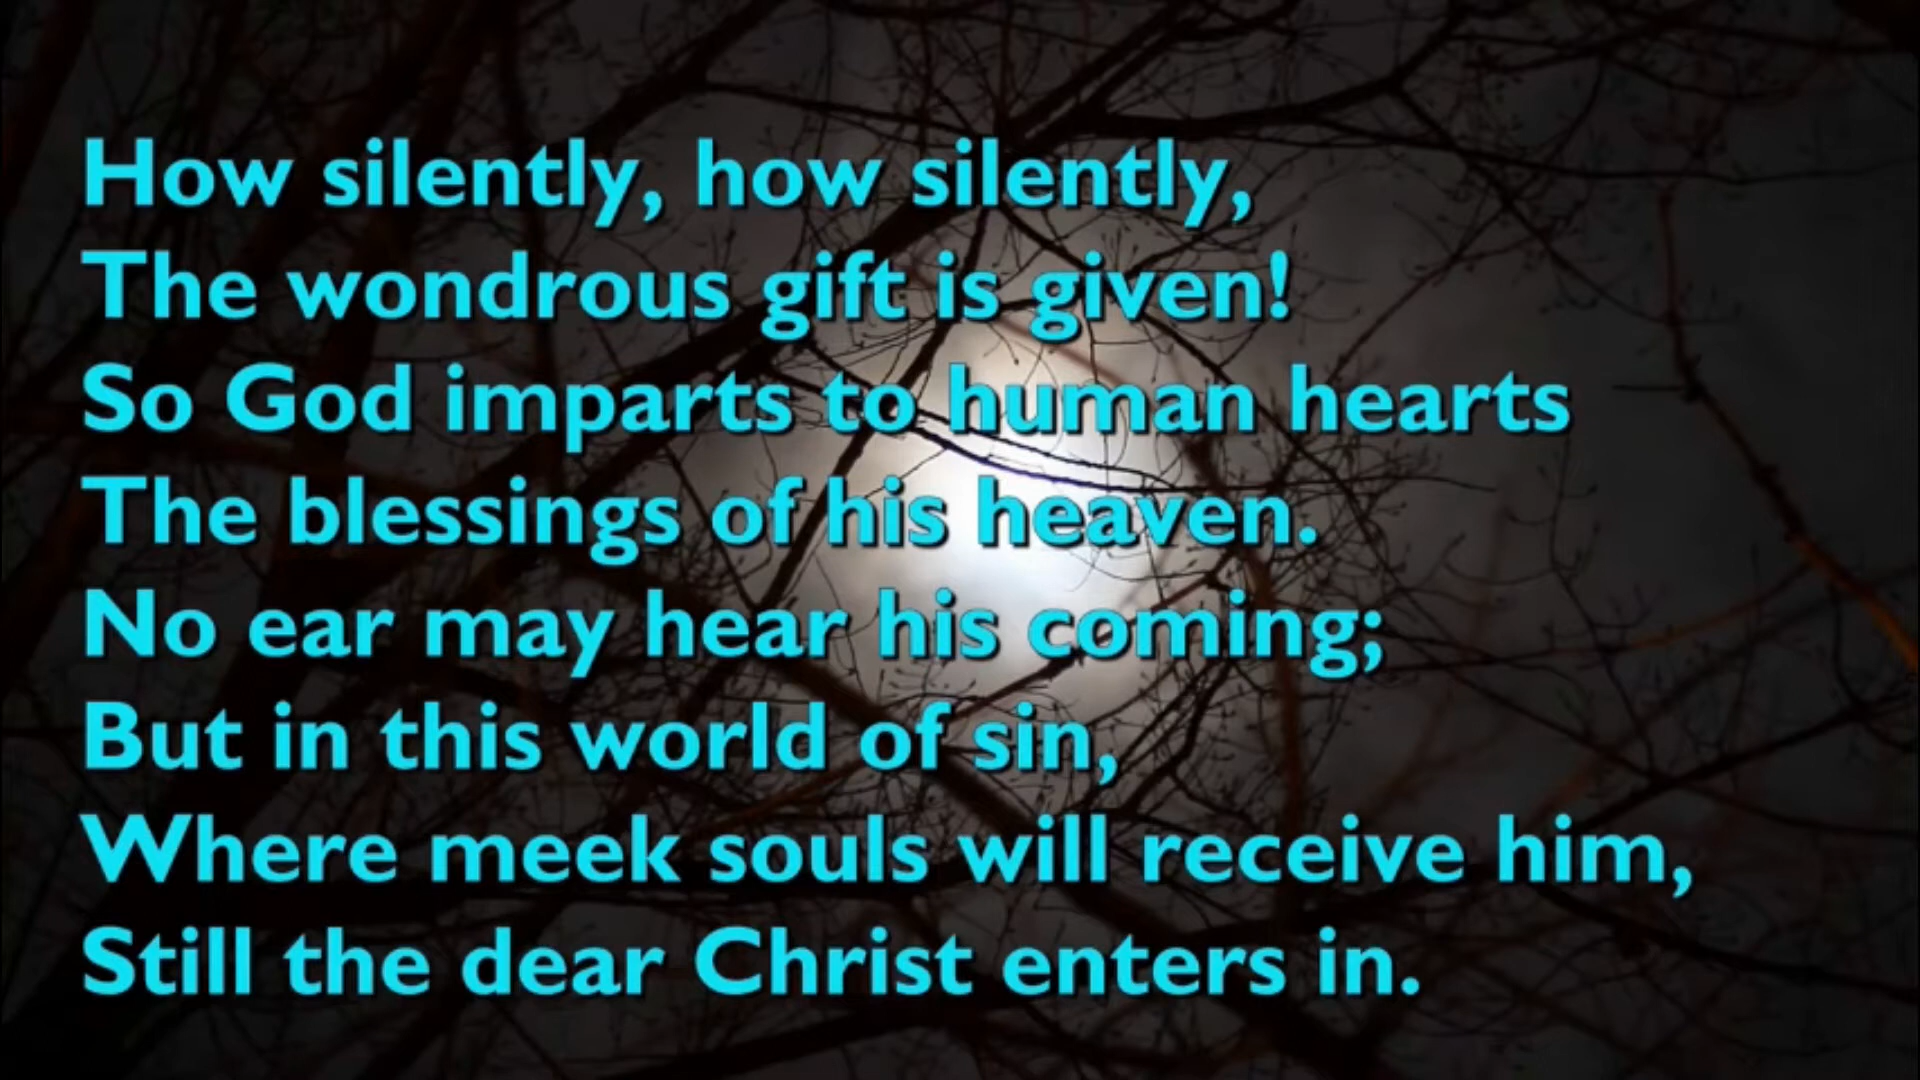 How silently, how silently,
The wondrous gift is given!
So God imparts to human hearts
The blessings of his heaven.
No ear may hear his coming;
But in this world of sin,
Where meek souls will receive him,
Still the dear Christ enters in.